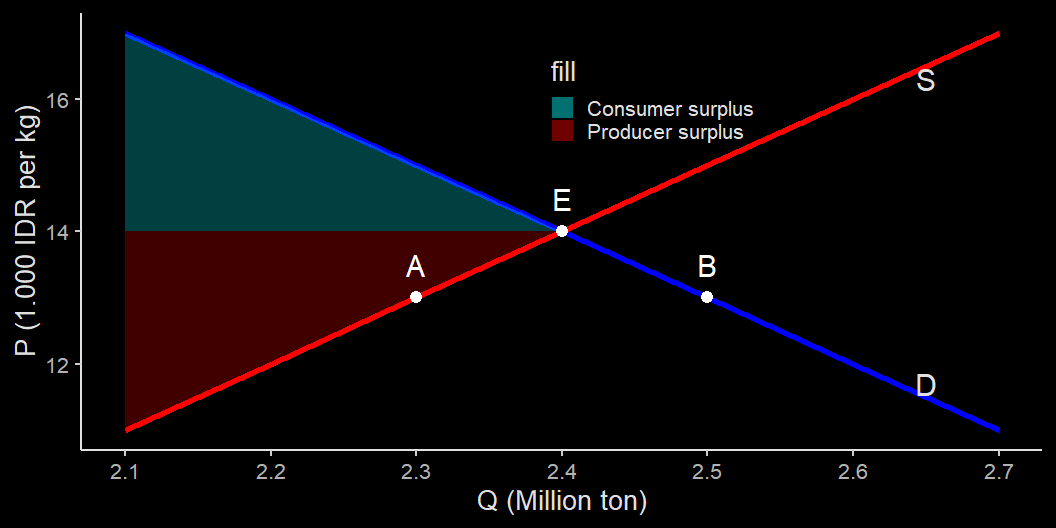 fill
Consumer surplus
Producer surplus
S
E
A
B
D
P (1.000 IDR per kg)
16
14
12
2.1 2.2 2.3 2.4 2.5 2.6 2.7
Q (Million ton)